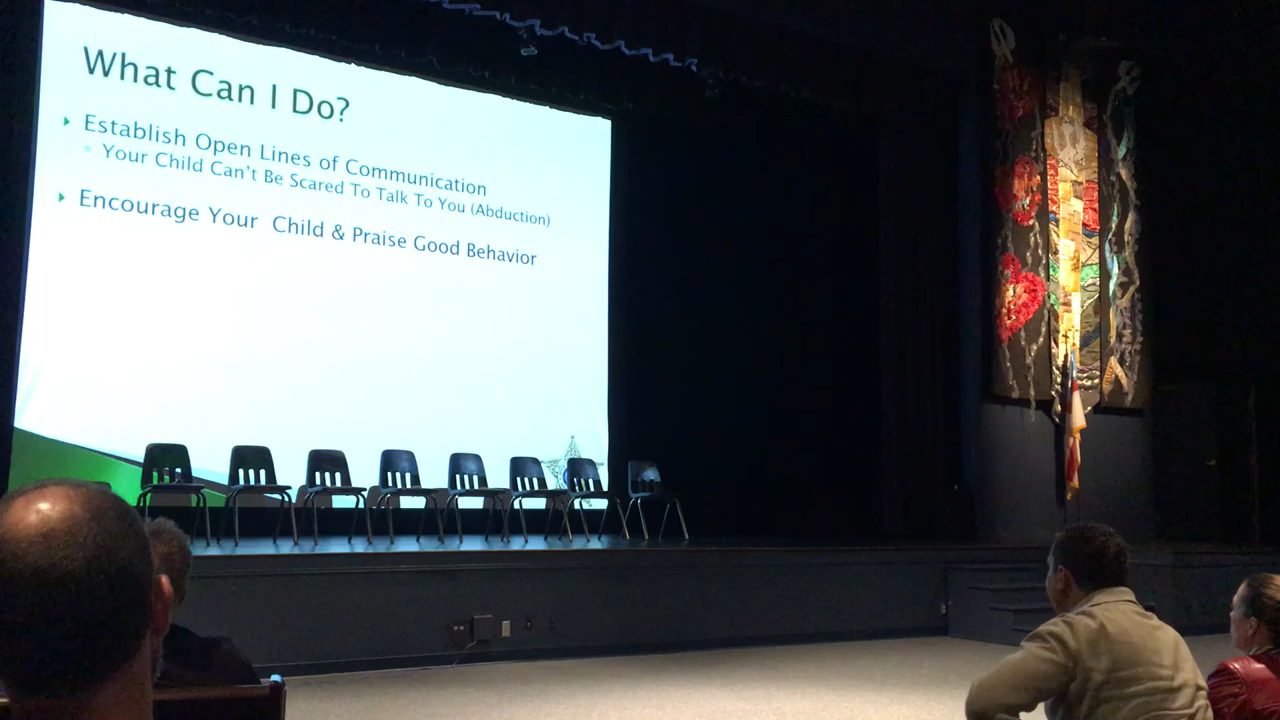 What Can I Do?
Establish Open Lines of Communication
Your Child Can't Be Scared To Talk To You (Abduction)
Encourage Your Child & Praise Good Behavior